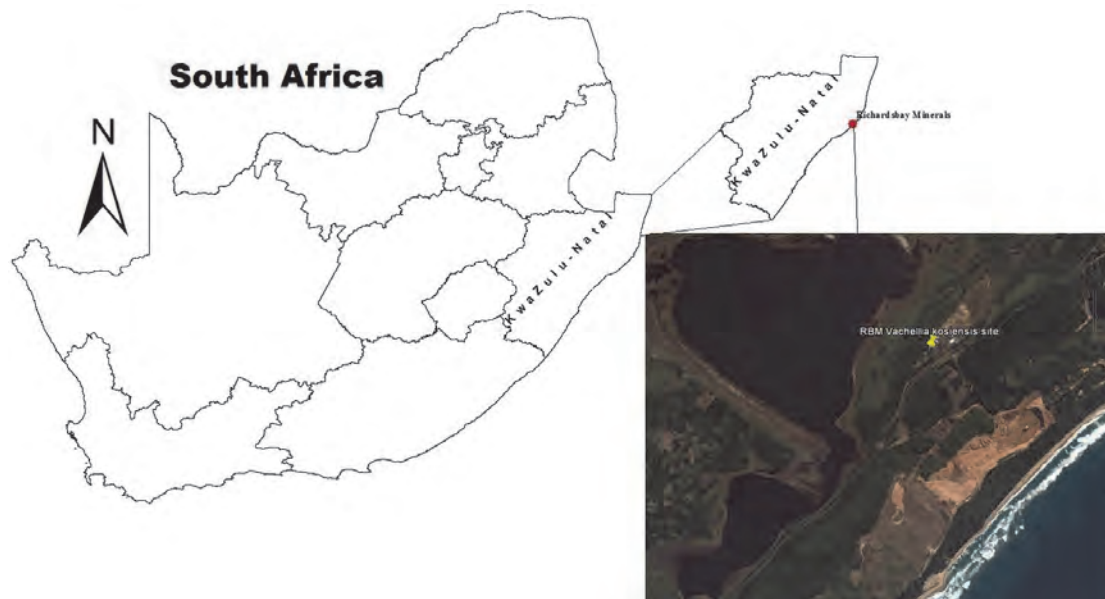 South Africa
N
KwaZulu-Natal
Richardsbay Minerals
KwaZulu-Natal
RBM Vachellia kosiensis site